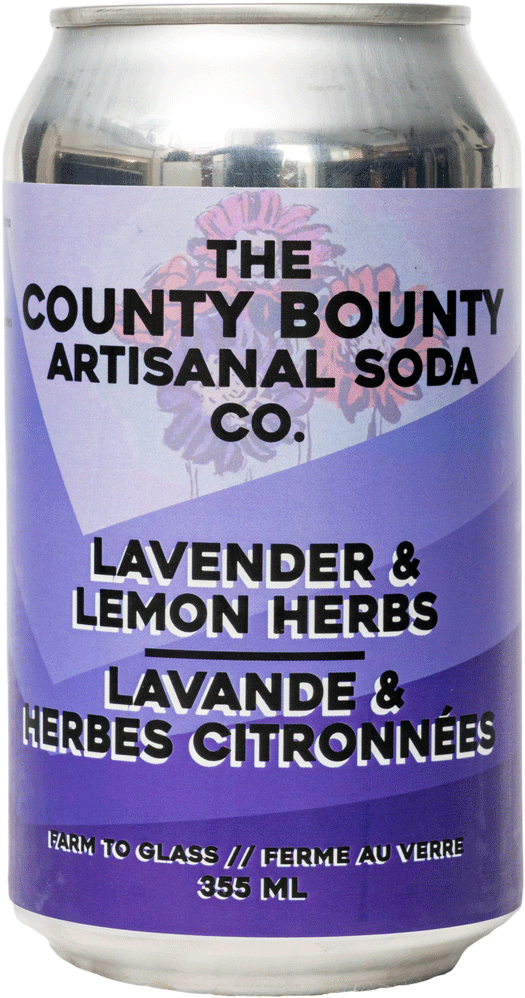 THE
COUNTY BOUNTY
ARTISANAL SODA
CO.
LAVENDER &
LEMON HERBS
LAVANDE &
HERBES CITRONNÉES
FARM TO GLASS // FERME AU VERRE
355 ML